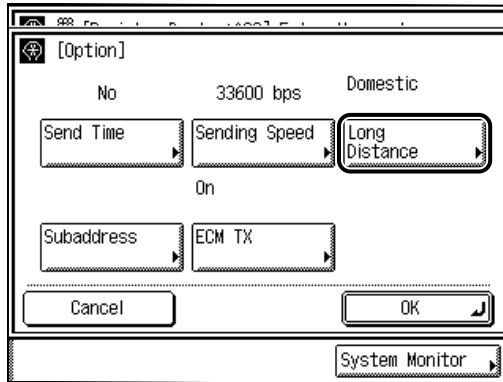 [Option]
No 33600 bps Domestic
Send Time Sending Speed Long
Distance
On
Subaddress ECM TX
Cancel OK
System Monitor